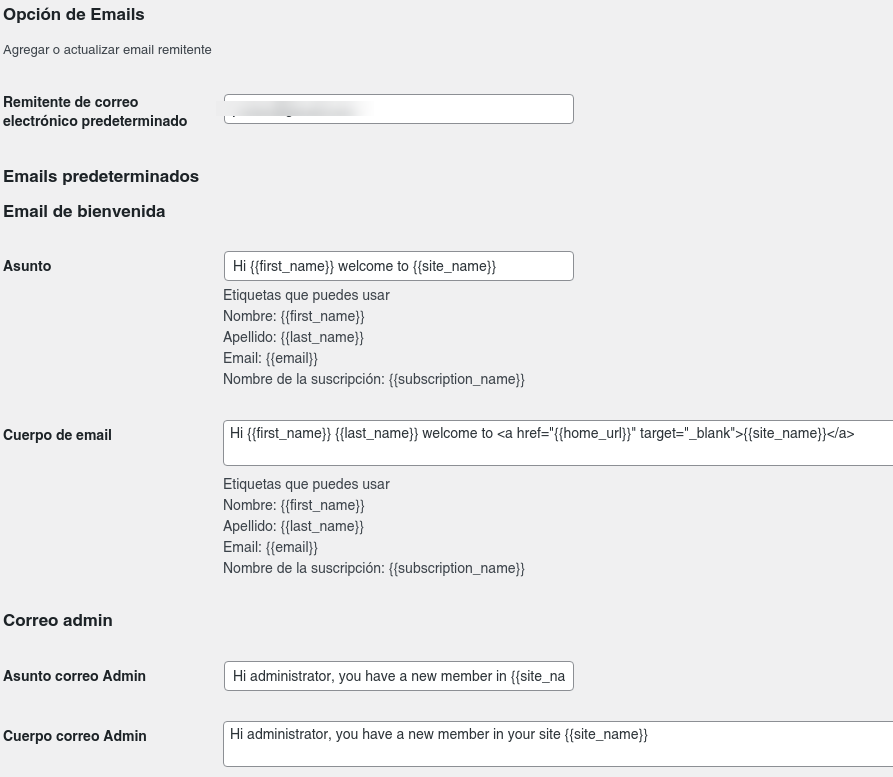 Opción de Emails
Agregar o actualizar email remitente
Remitente de correo
electrónico predeterminado
Emails predeterminados
Email de bienvenida
Asunto
Hi {{first_name}} welcome to {{site_name}}
Etiquetas que puedes usar
Nombre: {{first_name}}
Apellido: {{last_name}}
Email: {{email}}
Nombre de la suscripción: {{subscription_name}}
Cuerpo de email
Hi {{first_name}} {{last_name}} welcome to <a href="{{home_url}}" target="_blank">{{site_name}}</a>
Etiquetas que puedes usar
Nombre: {{first_name}}
Apellido: {{last_name}}
Email: {{email}}
Nombre de la suscripción: {{subscription_name}}
Correo admin
Asunto correo Admin
Hi administrator, you have a new member in {{site_na
Cuerpo correo Admin
Hi administrator, you have a new member in your site {{site_name}}